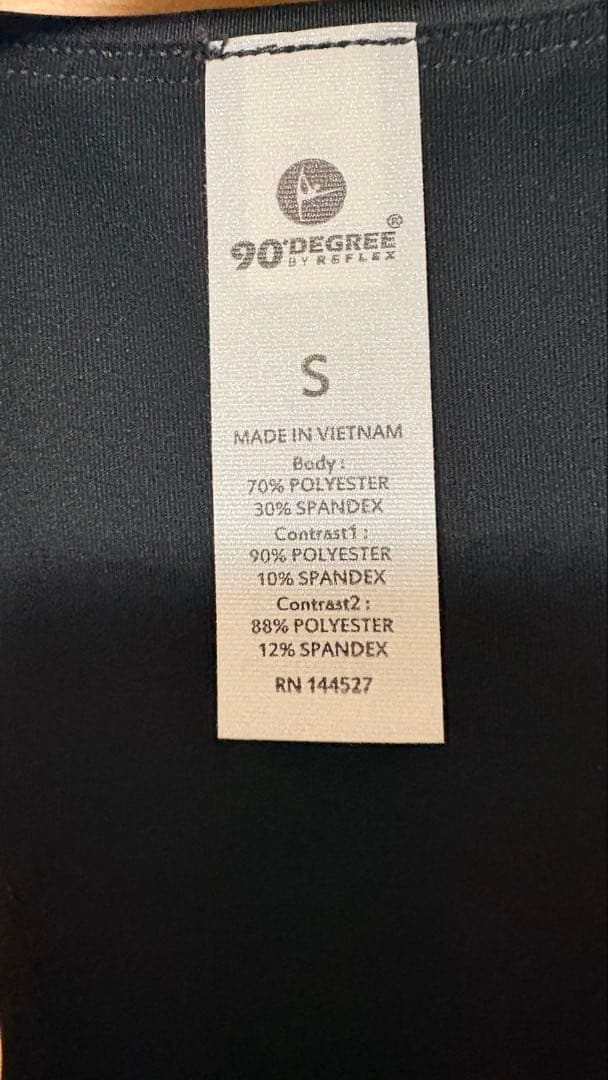 90°DEGREE®
BY REFLEX
S
MADE IN VIETNAM
Body:
70% POLYESTER
30% SPANDEX
Contrast1:
90% POLYESTER
10% SPANDEX
Contrast2:
88% POLYESTER
12% SPANDEX
RN 144527